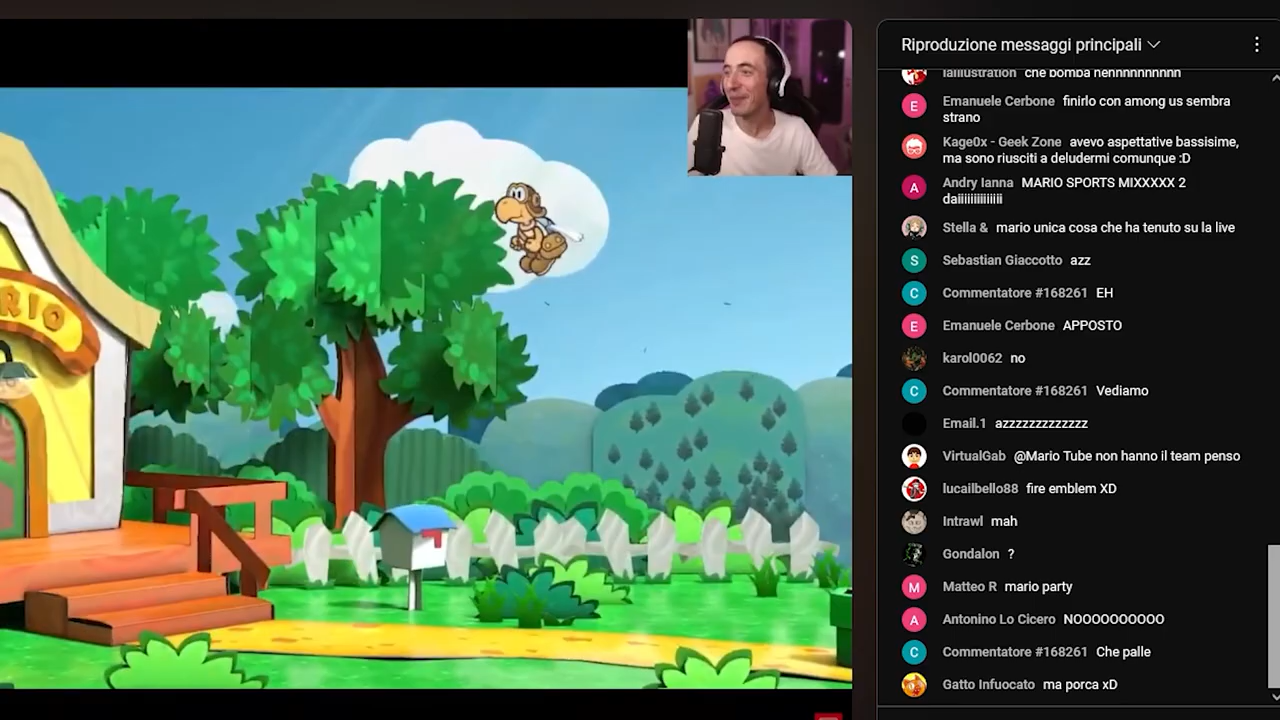 RIO
Riproduzione messaggi principali
lalillustration che bomba nennnnnnnnnn
Emanuele Cerbone finirlo con among us sembra
strano
Kage0x - Geek Zone avevo aspettative bassisime,
ma sono riusciti a deludermi comunque :D
Andry Ianna MARIO SPORTS MIXXXXX 2
daiiiiiiiiiiiiii
Stella & mario unica cosa che ha tenuto su la live
Sebastian Giaccotto azz
Commentatore #168261 EH
Emanuele Cerbone APPOSTO
karol0062 no
Commentatore #168261 Vediamo
Email.1 azzzzzzzzzzzzz
VirtualGab @Mario Tube non hanno il team penso
lucailbello88 fire emblem XD
Intrawl mah
Gondalon ?
Matteo R mario party
Antonino Lo Cicero NOOOOOOOOOO
Commentatore #168261 Che palle
Gatto Infuocato ma porca xD